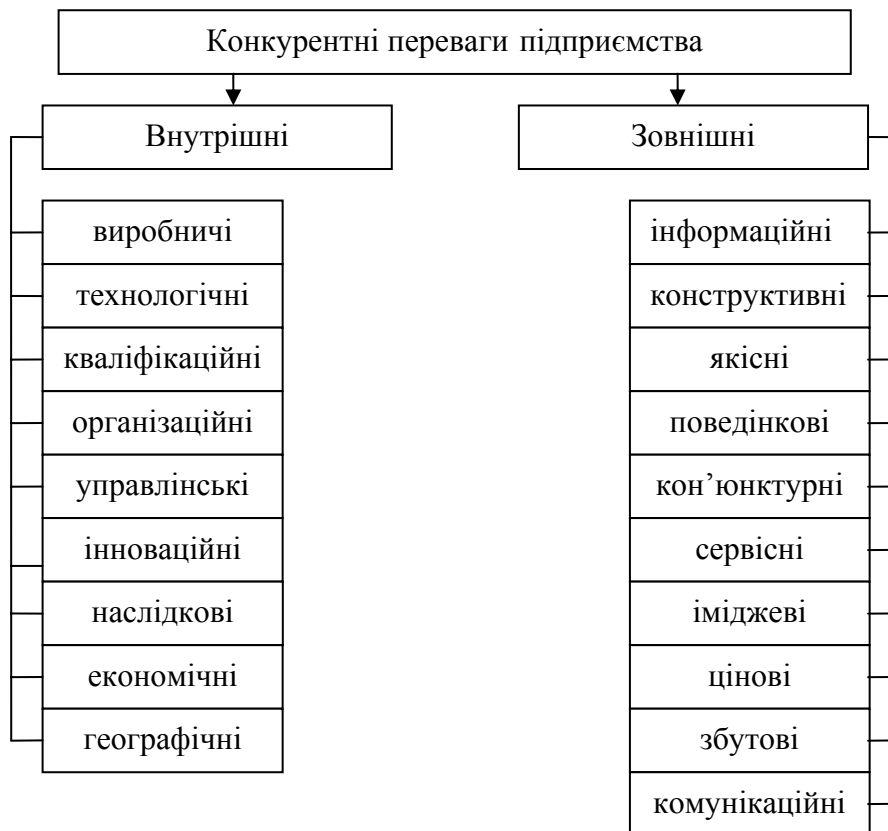 Конкурентні переваги підприємства
Внутрішні
Зовнішні
виробничі
технологічні
кваліфікаційні
організаційні
управлінські
інноваційні
наслідкові
економічні
географічні
інформаційні
конструктивні
якісні
поведінкові
кон’юнктурні
сервісні
іміджеві
цінові
збутові
комунікаційні